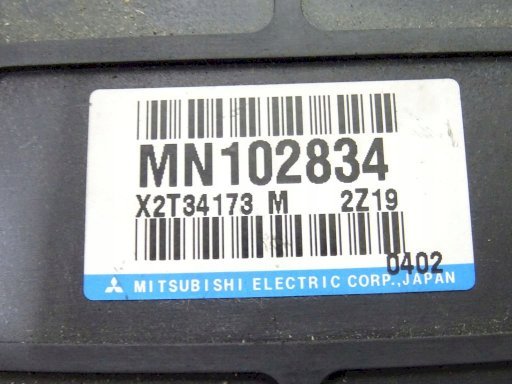 MN102834
X2T34173 M 2Z19
0402
MITSUBISHI ELECTRIC CORP.,JAPAN